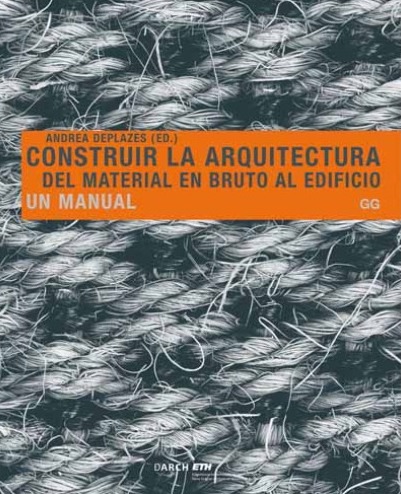 ANDREA DEPLAZES (ED.)
CONSTRUIR LA ARQUITECTURA
DEL MATERIAL EN BRUTO AL EDIFICIO
UN MANUAL
GG
DARCH ETH